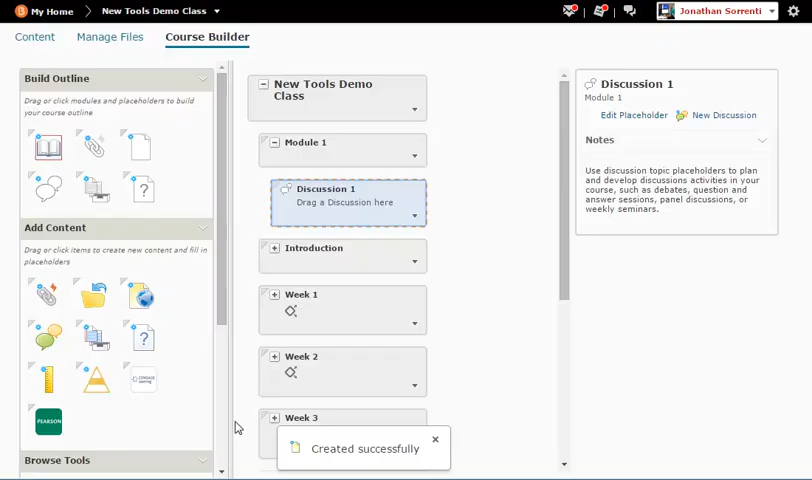 My Home
New Tools Demo Class
Jonathan Sorrenti
Content
Manage Files
Course Builder
Build Outline
Drag or click modules and placeholders to build
your course outline
Add Content
Drag or click items to create new content and fill in
placeholders
PEARSON
Browse Tools
New Tools Demo
Class
Module 1
Discussion 1
Drag a Discussion here
Introduction
Week 1
Week 2
Week 3
Created successfully
Discussion 1
Module 1
Edit Placeholder
New Discussion
Notes
Use discussion topic placeholders to plan
and develop discussions activities in your
course, such as debates, question and
answer sessions, panel discussions, or
weekly seminars.